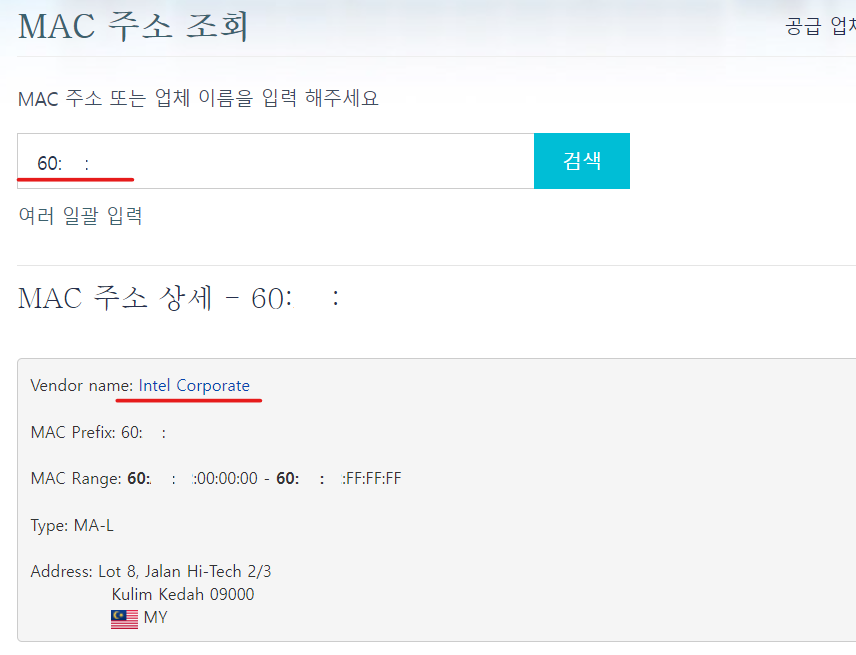 MAC 주소 조회
공급 업체
MAC 주소 또는 업체 이름을 입력 해주세요
60: :
검색
여러 일괄 입력
MAC 주소 상세 - 60: :
Vendor name: Intel Corporate
MAC Prefix: 60: :
MAC Range: 60: : :00:00:00 - 60: : :FF:FF:FF
Type: MA-L
Address: Lot 8, Jalan Hi-Tech 2/3
Kulim Kedah 09000
MY